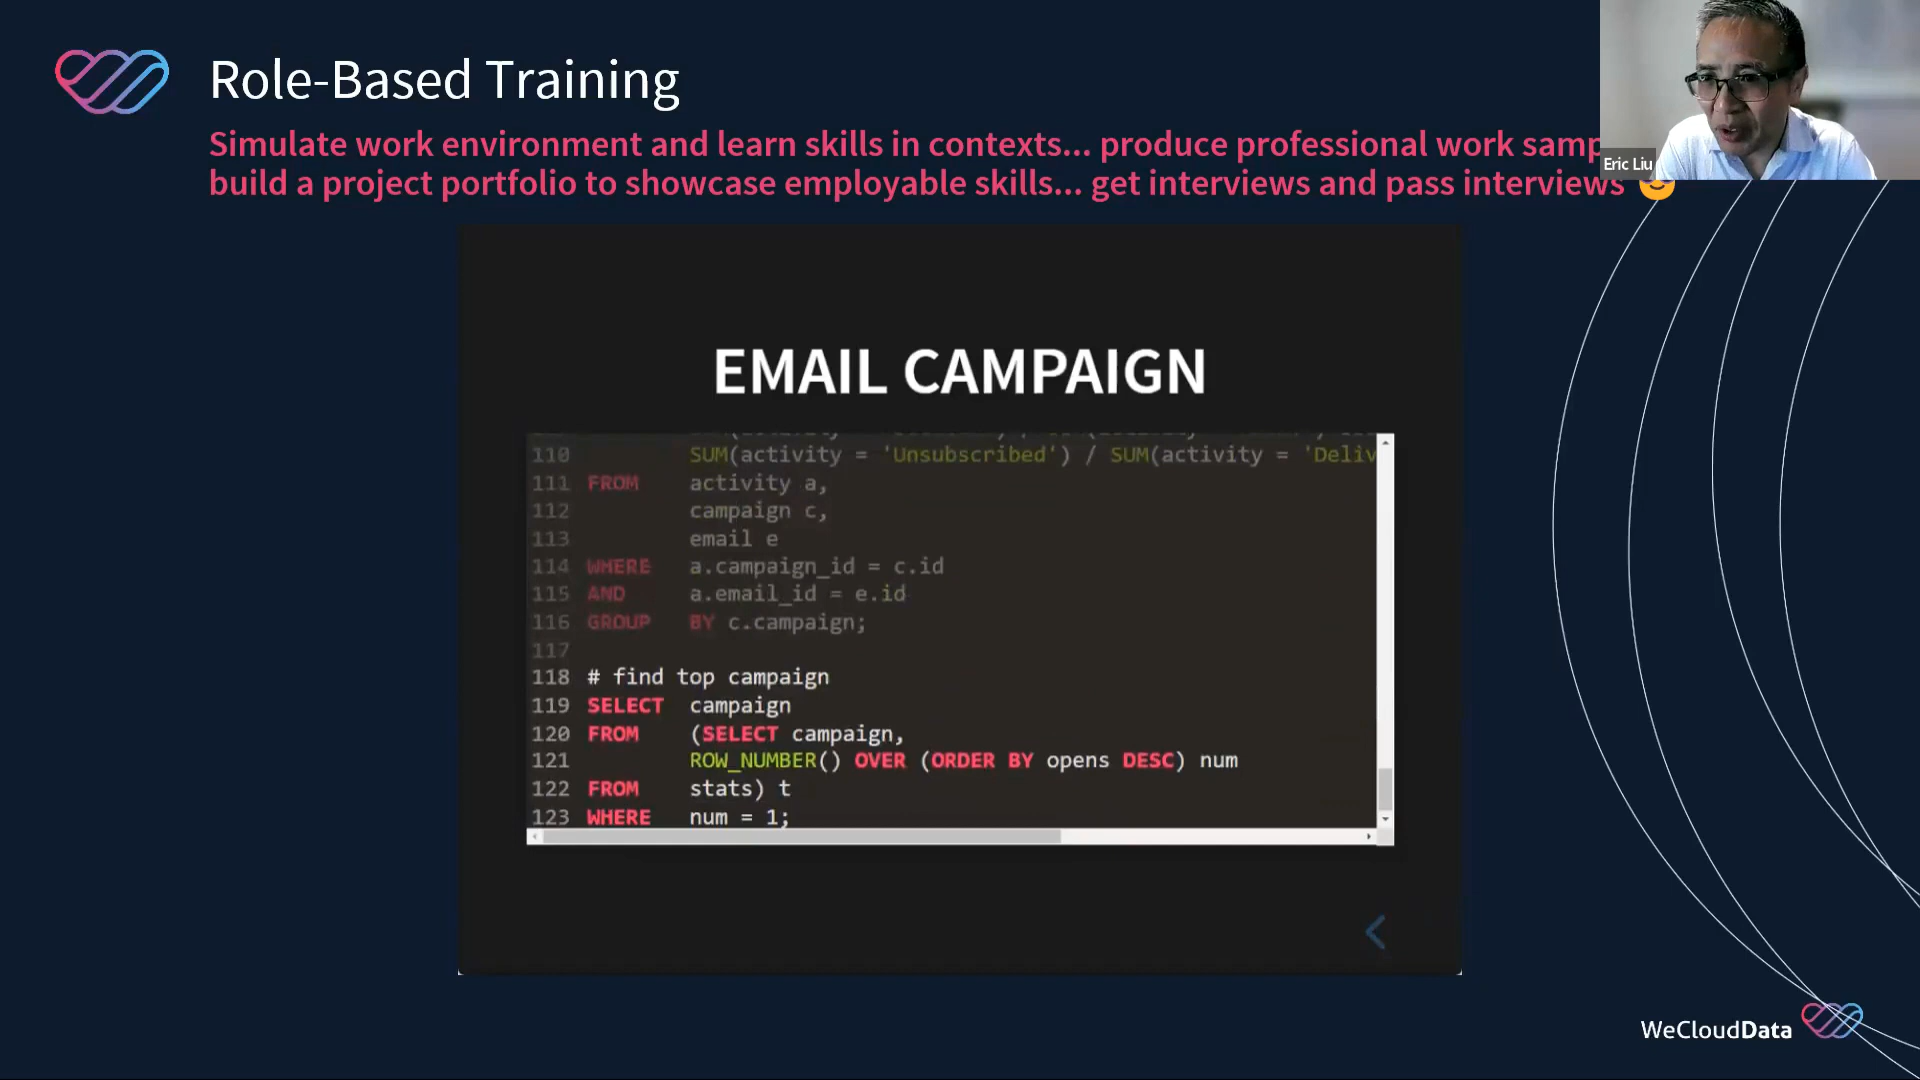 Role-Based Training
Simulate work environment and learn skills in contexts... produce professional work samp
build a project portfolio to showcase employable skills... get interviews and pass interviews
Eric Liu
EMAIL CAMPAIGN
110 SUM(activity = 'Unsubscribed') / SUM(activity = 'Deliv
111 FROM activity a,
112 campaign c,
113 email e
114 WHERE a.campaign_id = c.id
115 AND a.email_id = e.id
116 GROUP BY c.campaign;
117
118 # find top campaign
119 SELECT campaign
120 FROM (SELECT campaign,
121 ROW_NUMBER() OVER (ORDER BY opens DESC) num
122 FROM stats) t
123 WHERE num = 1;
WeCloudData